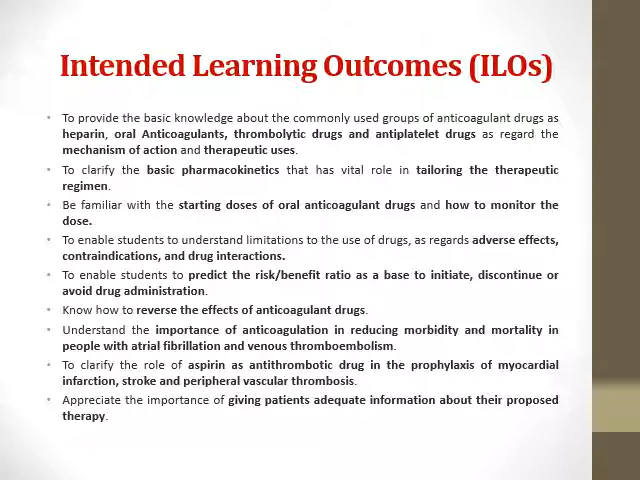 Intended Learning Outcomes (ILOs)
• To provide the basic knowledge about the commonly used groups of anticoagulant drugs as
heparin, oral Anticoagulants, thrombolytic drugs and antiplatelet drugs as regard the
mechanism of action and therapeutic uses.
• To clarify the basic pharmacokinetics that has vital role in tailoring the therapeutic
regimen.
• Be familiar with the starting doses of oral anticoagulant drugs and how to monitor the
dose.
• To enable students to understand limitations to the use of drugs, as regards adverse effects,
contraindications, and drug interactions.
• To enable students to predict the risk/benefit ratio as a base to initiate, discontinue or
avoid drug administration.
• Know how to reverse the effects of anticoagulant drugs.
• Understand the importance of anticoagulation in reducing morbidity and mortality in
people with atrial fibrillation and venous thromboembolism.
• To clarify the role of aspirin as antithrombotic drug in the prophylaxis of myocardial
infarction, stroke and peripheral vascular thrombosis.
• Appreciate the importance of giving patients adequate information about their proposed
therapy.